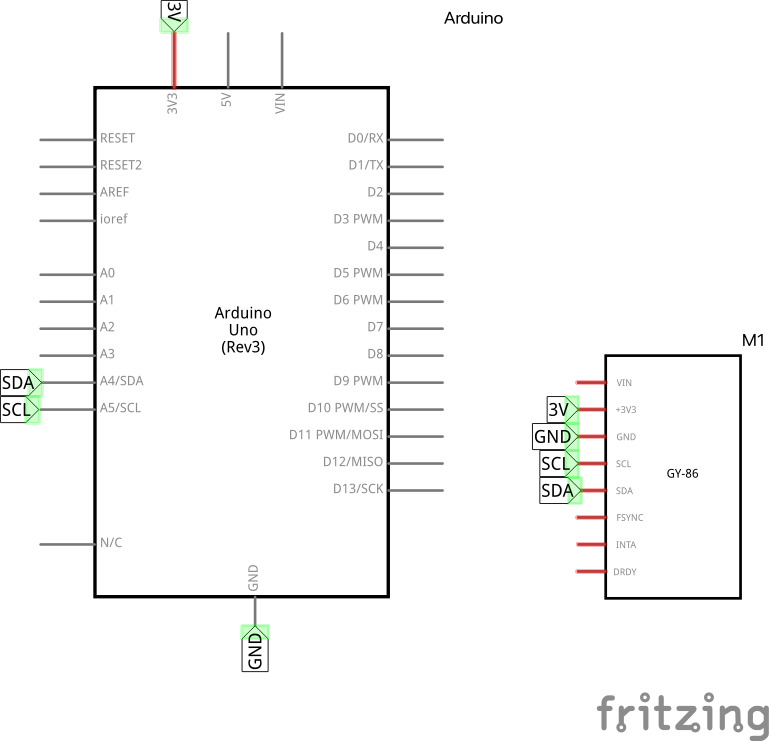 3V
Arduino
3V3
5V
VIN
RESET
RESET2
AREF
ioref
A0
A1
A2
A3
SDA
A4/SDA
SCL
A5/SCL
N/C
D0/RX
D1/TX
D2
D3 PWM
D4
D5 PWM
D6 PWM
D7
D8
D9 PWM
D10 PWM/SS
D11 PWM/MOSI
D12/MISO
D13/SCK
Arduino
Uno
(Rev3)
GND
GND
M1
VIN
3V
+3V3
GND
GND
SCL
SCL
SDA
SDA
FSYNC
INTA
DRDY
GY-86
fritzing